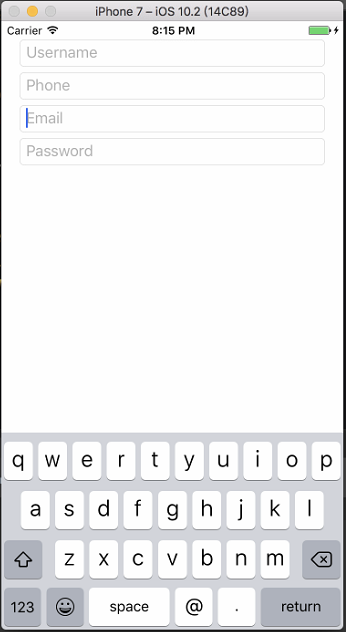 iPhone 7 – iOS 10.2 (14C89)
Carrier 8:15 PM
Username
Phone
Email
Password
q w e r t y u i o p
a s d f g h j k l
z x c v b n m
123 space @ . return